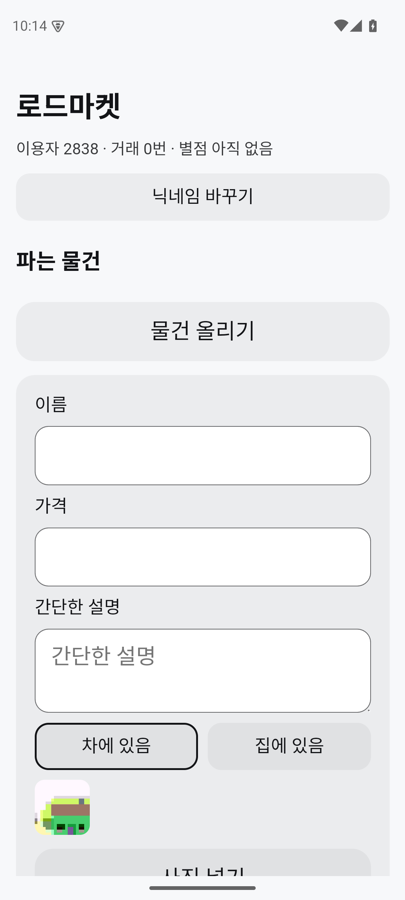 10:14
로드마켓
이용자 2838 · 거래 0번 · 별점 아직 없음
닉네임 바꾸기
파는 물건
물건 올리기
이름
가격
간단한 설명
간단한 설명
차에 있음
집에 있음